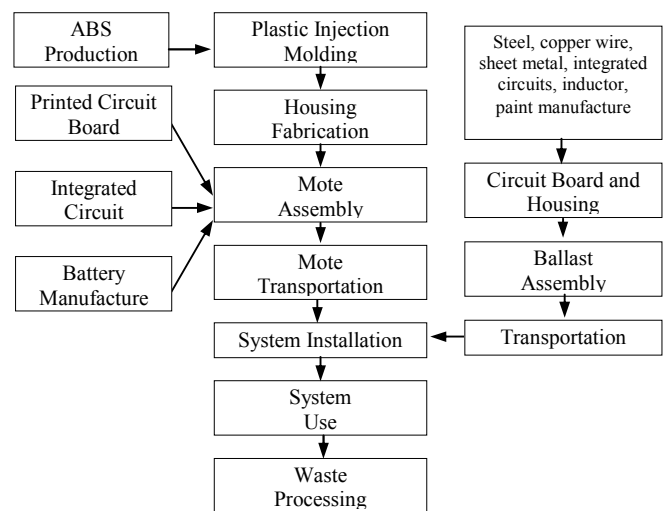 ABS
Production
Plastic Injection
Molding
Steel, copper wire,
sheet metal, integrated
circuits, inductor,
paint manufacture
Printed Circuit
Board
Housing
Fabrication
Integrated
Circuit
Mote
Assembly
Circuit Board and
Housing
Battery
Manufacture
Mote
Transportation
Ballast
Assembly
System Installation
Transportation
System
Use
Waste
Processing